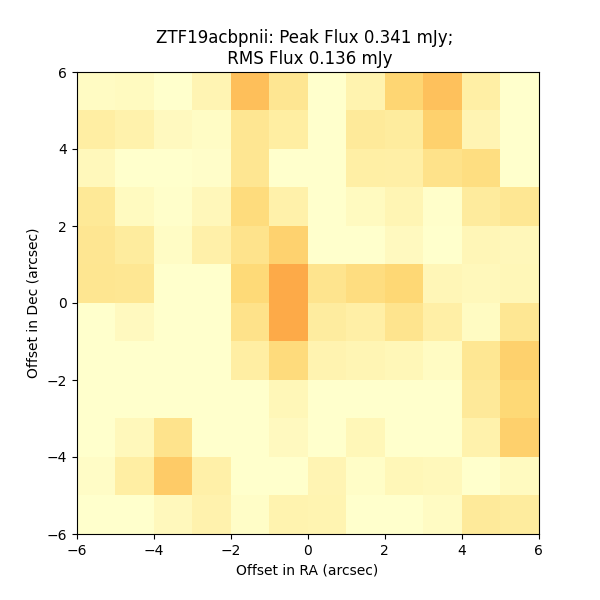 ZTF19acbpnii: Peak Flux 0.341 mJy;
RMS Flux 0.136 mJy
6
4
2
0
−2
−4
−6
Offset in Dec (arcsec)
−6 −4 −2 0 2 4 6
Offset in RA (arcsec)